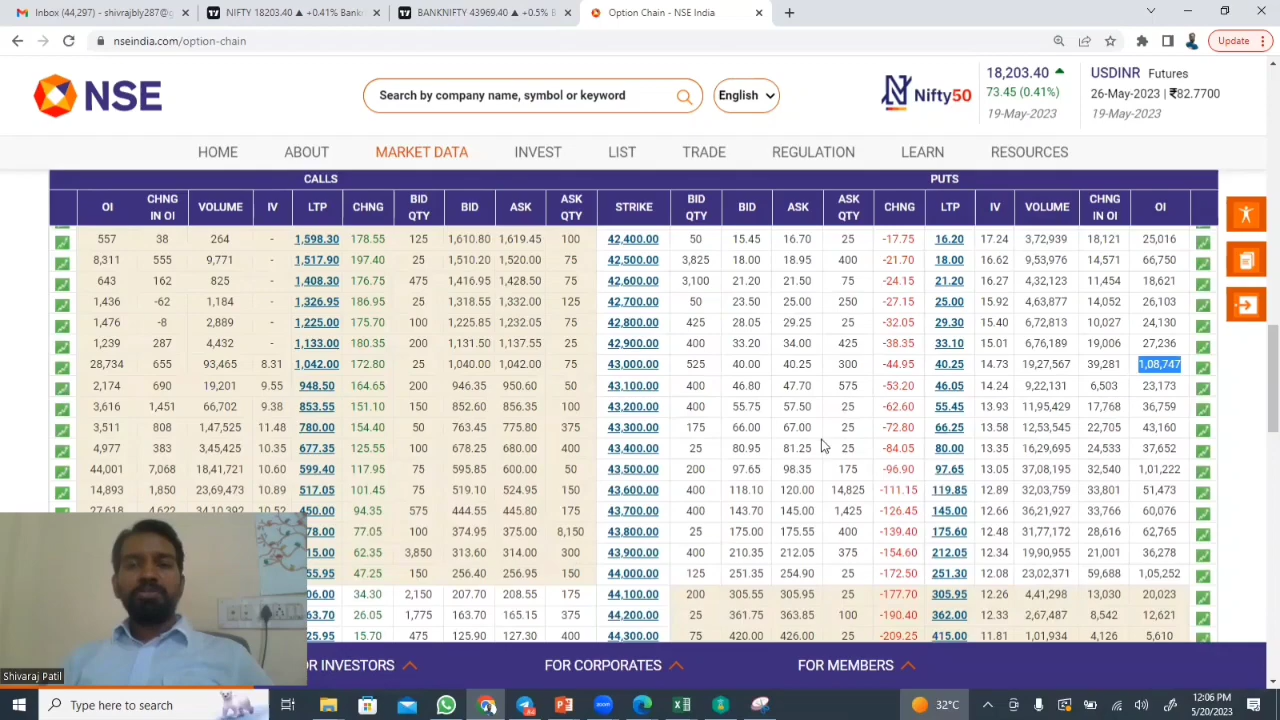 Inbox (44,291) - shivrajbly287@g
NIFTY 18203.40 ▲ +0.41% Bank
BANKNIFTY 43969.40 ▲ +0.5% B
Option Chain - NSE India
nseindia.com/option-chain
Update
NSE
Search by company name, symbol or keyword
English
Nifty50
18,203.40
73.45 (0.41%)
19-May-2023
USDINR Futures
26-May-2023 | ₹82.7700
19-May-2023
HOME ABOUT MARKET DATA INVEST LIST TRADE REGULATION LEARN RESOURCES
CALLS PUTS
OI CHNG IN OI VOLUME IV LTP CHNG BID QTY BID ASK ASK QTY STRIKE BID QTY BID ASK ASK QTY CHNG LTP IV VOLUME CHNG IN OI OI
557 38 264 - 1,598.30 178.55 125 1,610.80 1,619.45 100 42,400.00 50 15.45 16.70 25 -17.75 16.20 17.24 3,72,939 18,121 25,016
8,311 555 9,771 - 1,517.90 197.40 25 1,510.20 1,520.00 75 42,500.00 3,825 18.00 18.95 400 -21.70 18.00 16.62 9,53,976 14,571 66,750
643 162 825 - 1,408.30 176.75 475 1,416.95 1,428.50 75 42,600.00 3,100 21.20 21.50 75 -24.15 21.20 16.27 4,32,123 11,454 18,621
1,436 -62 1,184 - 1,326.95 186.95 25 1,318.55 1,332.00 125 42,700.00 50 23.50 25.00 250 -27.15 25.00 15.92 4,63,877 14,052 26,103
1,476 -8 2,889 - 1,225.00 175.70 100 1,225.85 1,232.05 75 42,800.00 425 28.05 29.25 25 -32.05 29.30 15.40 6,72,813 10,027 24,130
1,239 287 4,432 - 1,133.00 180.35 200 1,131.50 1,137.55 25 42,900.00 400 33.20 34.00 425 -38.35 33.10 15.01 6,76,189 19,006 27,236
28,734 655 93,465 8.31 1,042.00 172.80 25 1,040.00 1,042.00 75 43,000.00 525 40.00 40.25 300 -44.95 40.25 14.73 19,27,567 39,281 1,08,747
2,174 690 19,201 9.55 948.50 164.65 200 946.35 950.60 50 43,100.00 400 46.80 47.70 575 -53.20 46.05 14.24 9,22,131 6,503 23,173
3,616 1,451 66,702 9.38 853.55 151.10 150 852.60 856.35 100 43,200.00 400 55.75 57.50 25 -62.60 55.45 13.93 11,95,429 17,768 36,759
3,511 808 1,47,525 11.48 780.00 154.40 50 763.45 775.80 375 43,300.00 175 66.00 67.00 25 -72.80 66.25 13.58 12,53,545 22,705 43,160
4,977 383 3,45,425 10.35 677.35 125.55 100 678.25 680.00 400 43,400.00 25 80.95 81.25 25 -84.05 80.00 13.35 16,29,695 24,533 37,652
44,001 7,068 18,41,721 10.60 599.40 117.95 75 595.85 600.00 50 43,500.00 200 97.65 98.35 175 -96.90 97.65 13.05 37,08,195 32,540 1,01,222
14,893 1,850 23,69,473 10.89 517.05 101.45 75 519.10 524.95 150 43,600.00 400 118.10 120.00 14,825 -111.15 119.85 12.89 32,03,759 33,801 51,473
27,618 4,622 34,10,392 10.52 450.00 94.35 575 444.55 445.80 175 43,700.00 400 143.70 145.00 1,425 -126.45 145.00 12.66 36,21,927 33,766 60,076
78.00 77.05 100 374.95 375.00 8,150 43,800.00 25 175.00 175.55 400 -139.40 175.60 12.54 31,77,172 28,616 62,765
15.00 62.35 3,850 313.60 314.00 300 43,900.00 400 210.35 212.05 375 -154.60 212.05 12.34 19,90,955 21,001 36,278
55.95 47.25 150 256.40 256.95 150 44,000.00 125 251.35 254.90 25 -172.50 251.30 12.08 23,02,371 59,688 1,05,252
06.00 34.30 2,150 207.70 208.55 175 44,100.00 200 305.55 305.95 25 -177.70 305.95 12.26 4,41,298 13,030 20,023
63.70 26.05 1,775 163.70 165.15 375 44,200.00 25 361.75 363.85 100 -190.40 362.00 12.33 2,67,487 8,542 12,621
25.95 15.70 475 125.90 127.30 400 44,300.00 75 420.00 426.00 25 -209.25 415.00 11.81 1,01,934 4,126 5,610
OR INVESTORS FOR CORPORATES FOR MEMBERS
Shivaraj Patil
Type here to search
32°C
12:06 PM
5/20/2023